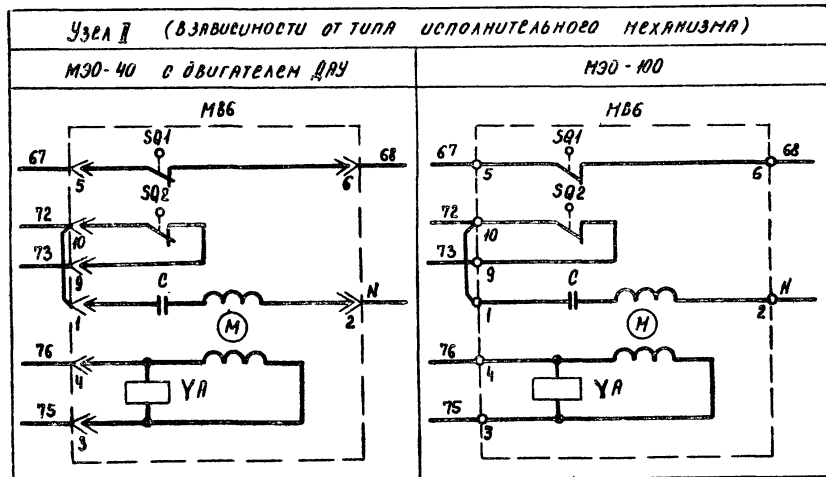 Узел II (В зависимости от типа исполнительного механизма)
МЭО-40 с двигателем ДАУ
МЭО-100
МВ6
SQ1
67
5
6
68
SQ2
72
10
73
9
C
N
1
2
M
76
4
YA
75
3
МВ6
SQ1
67
5
6
68
SQ2
72
10
73
9
C
N
1
2
M
76
4
YA
75
3